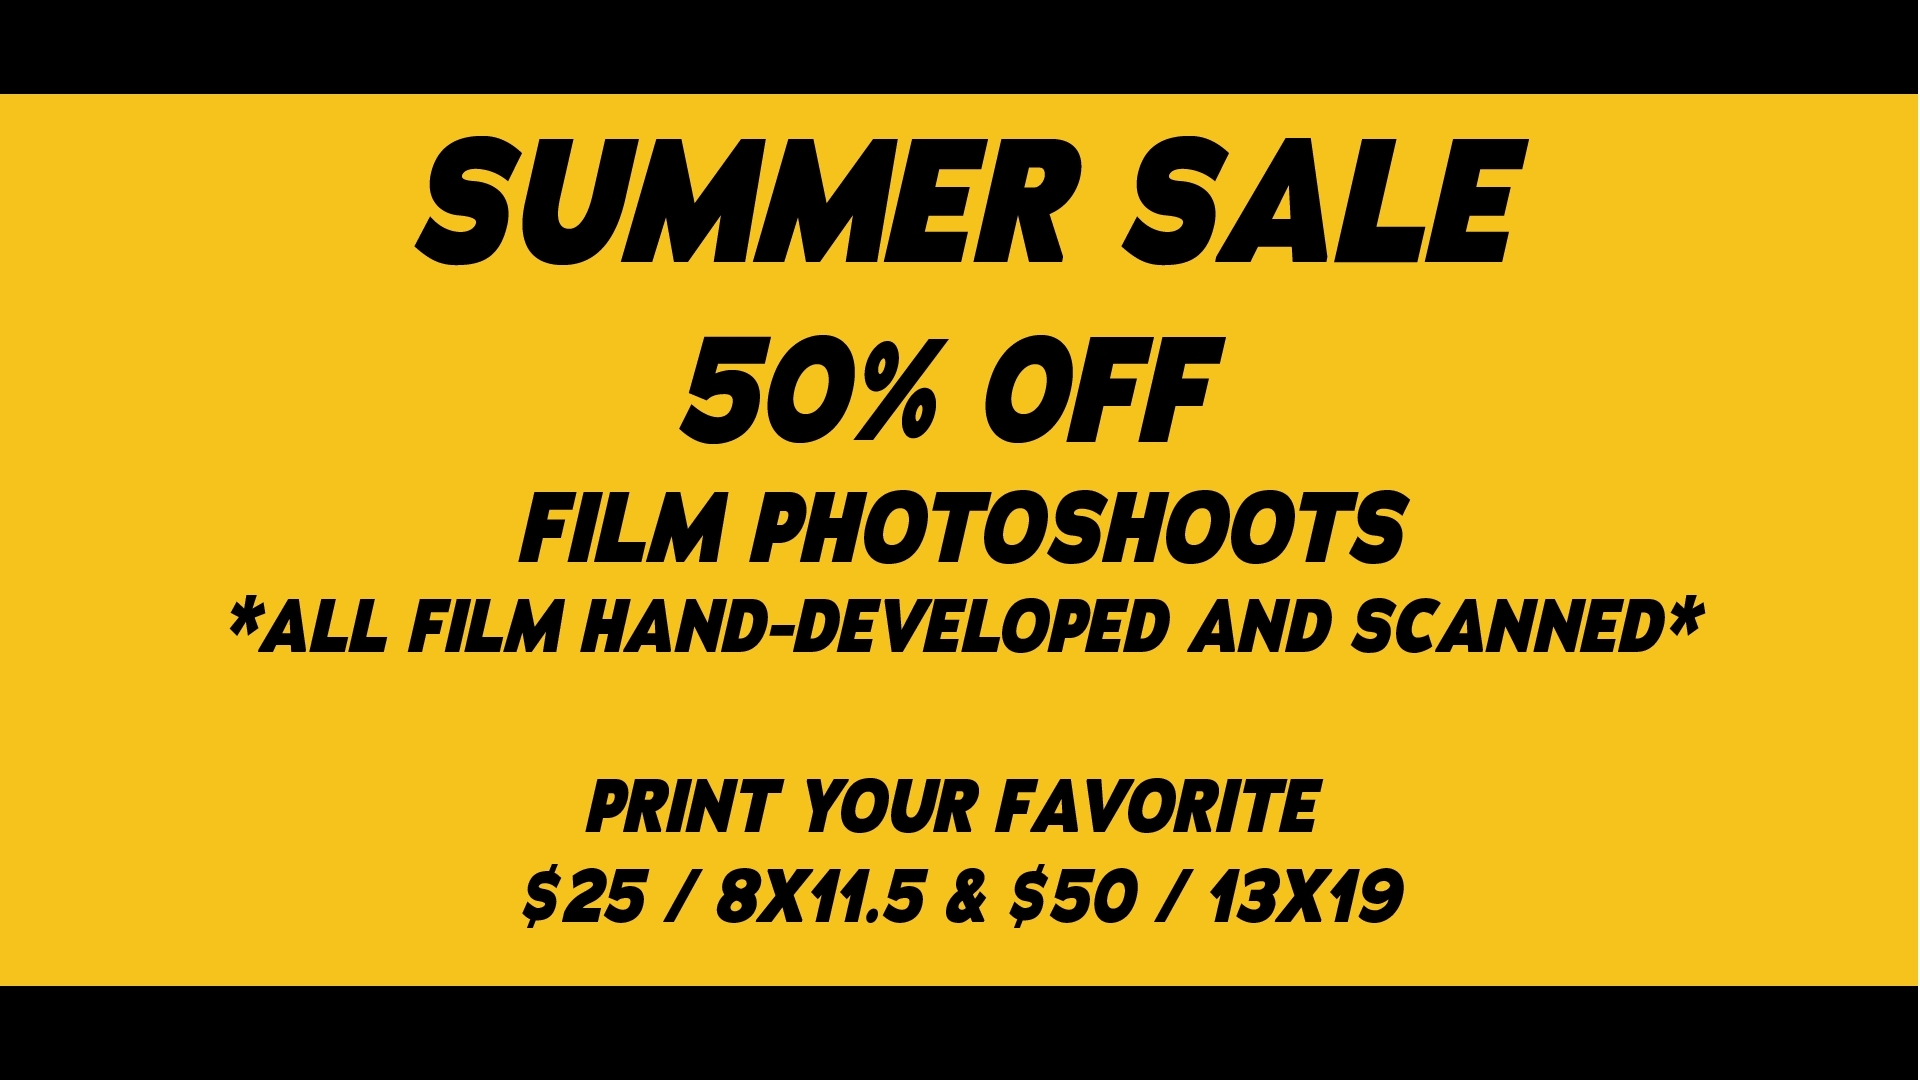 SUMMER SALE
50% OFF
FILM PHOTOSHOOTS
*ALL FILM HAND-DEVELOPED AND SCANNED*
PRINT YOUR FAVORITE
$25 / 8X11.5 & $50 / 13X19